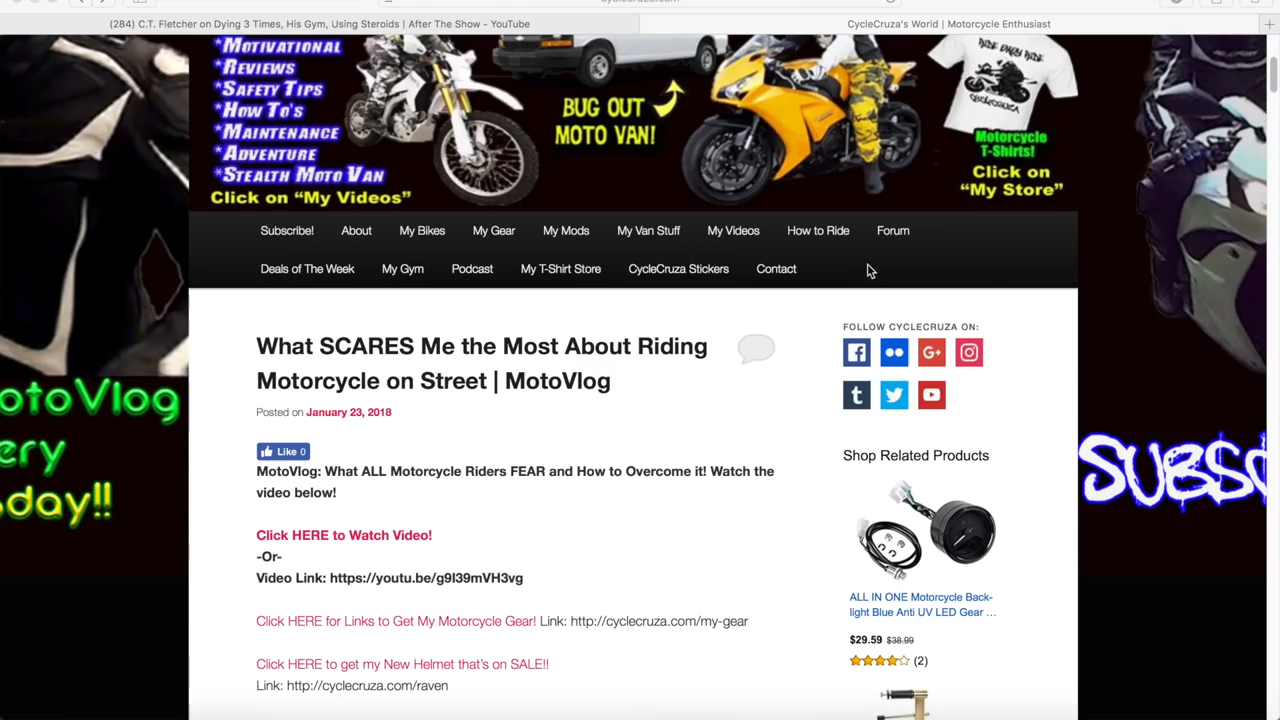 (284) C.T. Fletcher on Dying 3 Times, His Gym, Using Steroids | After The Show - YouTube
CycleCruza's World | Motorcycle Enthusiast
*Motivational
*Reviews
*Safety Tips
*How To's
*Maintenance
*Adventure
*Stealth Moto Van
Click on "My Videos"
BUG OUT
MOTO VAN!
RIDE EVERY RIDE
CYCLECRUZA
Motorcycle
T-Shirts!
Click on
"My Store"
Subscribe!
About
My Bikes
My Gear
My Mods
My Van Stuff
My Videos
How to Ride
Forum
Deals of The Week
My Gym
Podcast
My T-Shirt Store
CycleCruza Stickers
Contact
What SCARES Me the Most About Riding
Motorcycle on Street | MotoVlog
Posted on January 23, 2018
Like 0
MotoVlog: What ALL Motorcycle Riders FEAR and How to Overcome it! Watch the
video below!
Click HERE to Watch Video!
-Or-
Video Link: https://youtu.be/g9I39mVH3vg
Click HERE for Links to Get My Motorcycle Gear! Link: http://cyclecruza.com/my-gear
Click HERE to get my New Helmet that's on SALE!!
Link: http://cyclecruza.com/raven
FOLLOW CYCLECRUZA ON:
Shop Related Products
ALL IN ONE Motorcycle Back-
light Blue Anti UV LED Gear ...
$29.59 $38.99
(2)
otoVlog
ery
sday!!
SUBSC